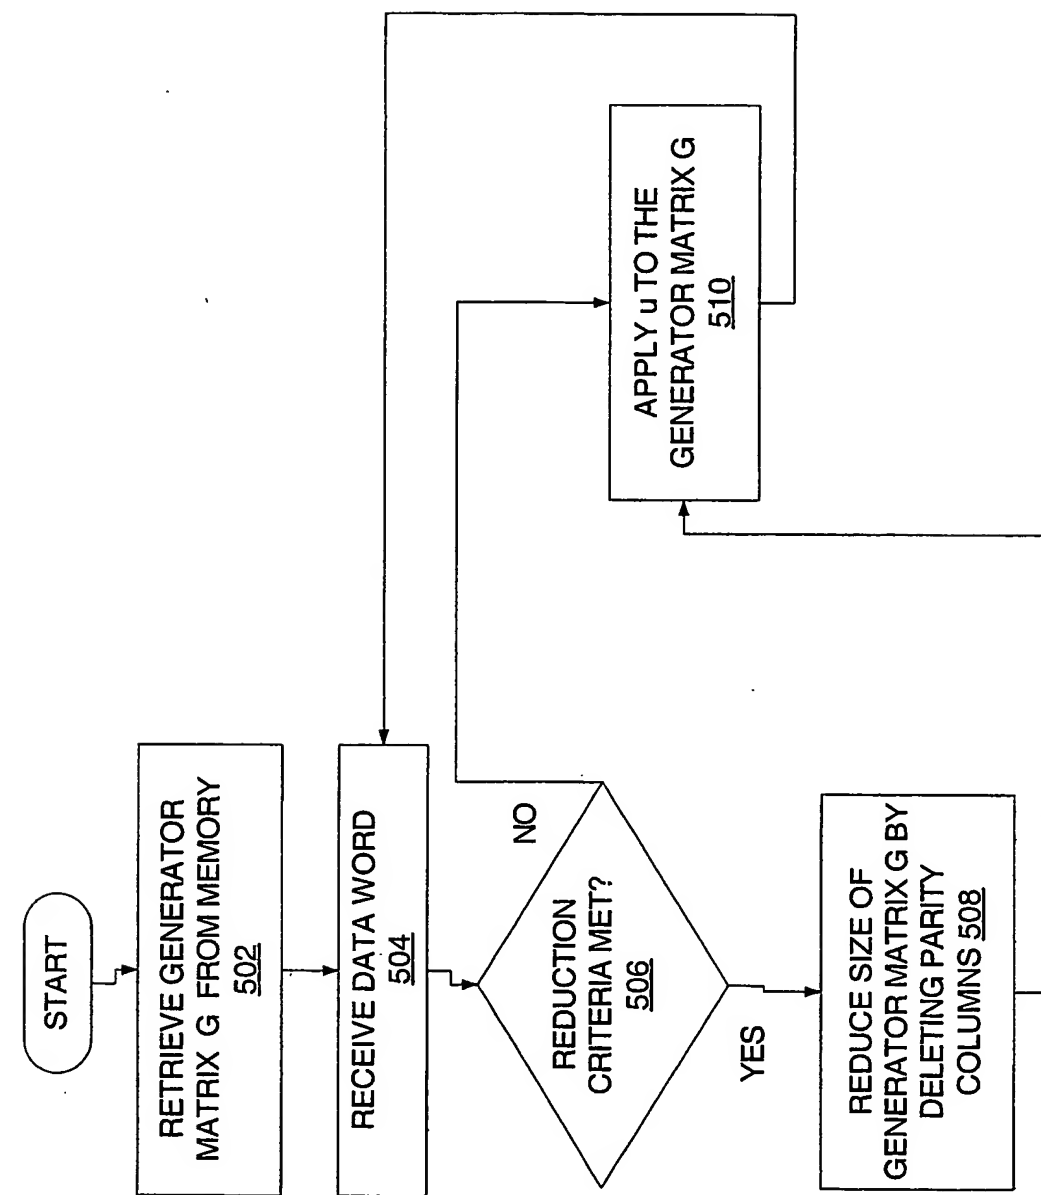 START
RETRIEVE GENERATOR
MATRIX G FROM MEMORY
502
RECEIVE DATA WORD
504
REDUCTION
CRITERIA MET?
506
NO
YES
REDUCE SIZE OF
GENERATOR MATRIX G BY
DELETING PARITY
COLUMNS 508
APPLY u TO THE
GENERATOR MATRIX G
510